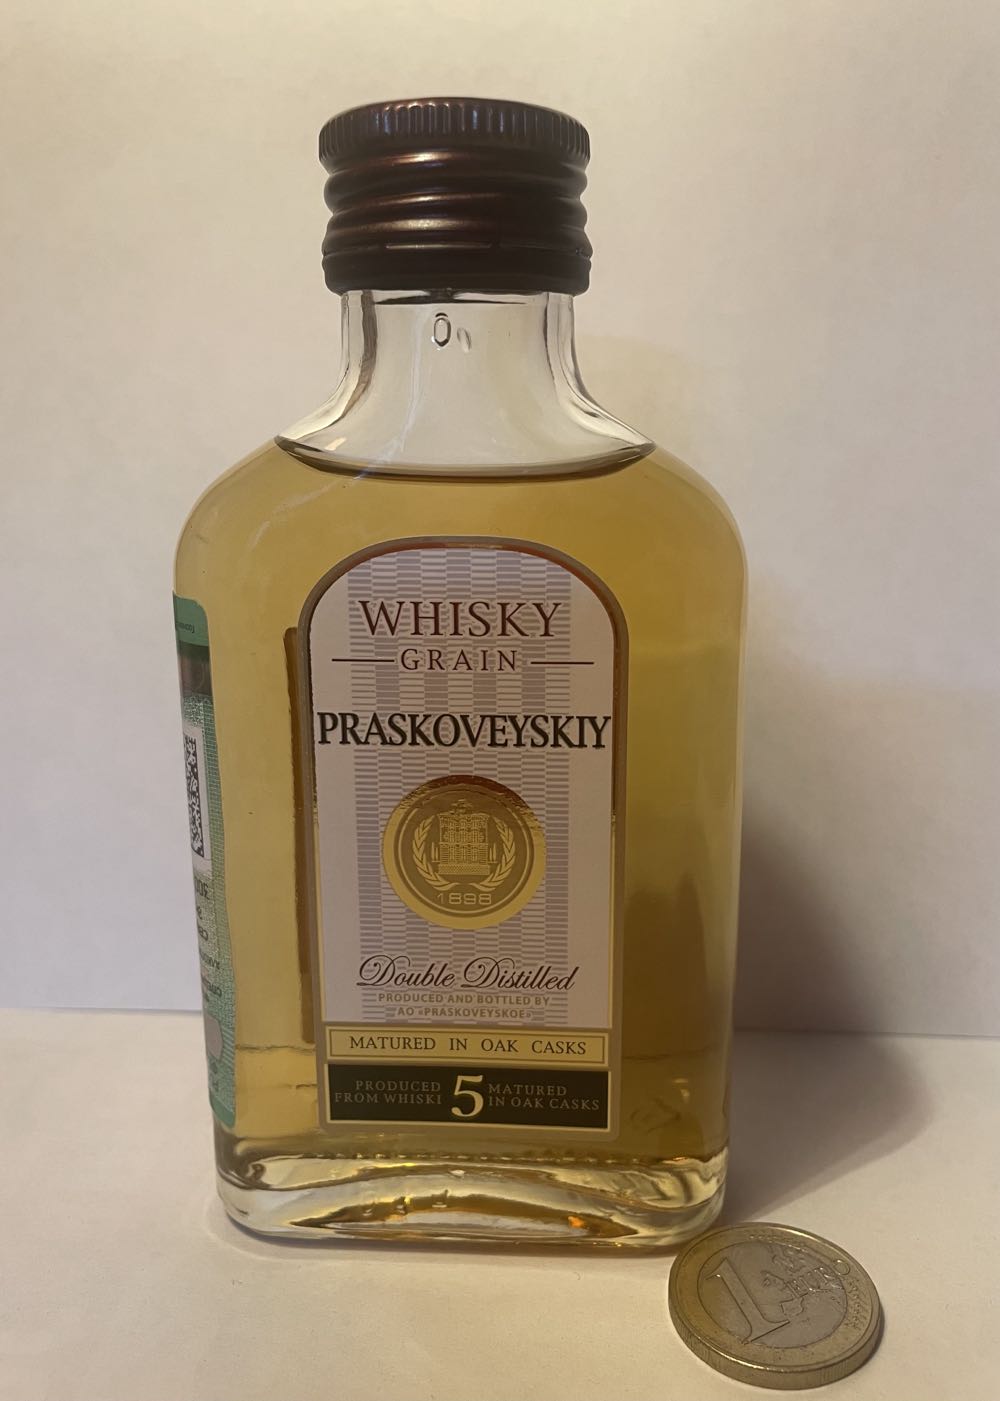 WHISKY
GRAIN
PRASKOVEYSKIY
1898
Double Distilled
PRODUCED AND BOTTLED BY
AO «PRASKOVEYSKOE»
MATURED IN OAK CASKS
PRODUCED
FROM WHISKI
5
MATURED
IN OAK CASKS
1
EURO